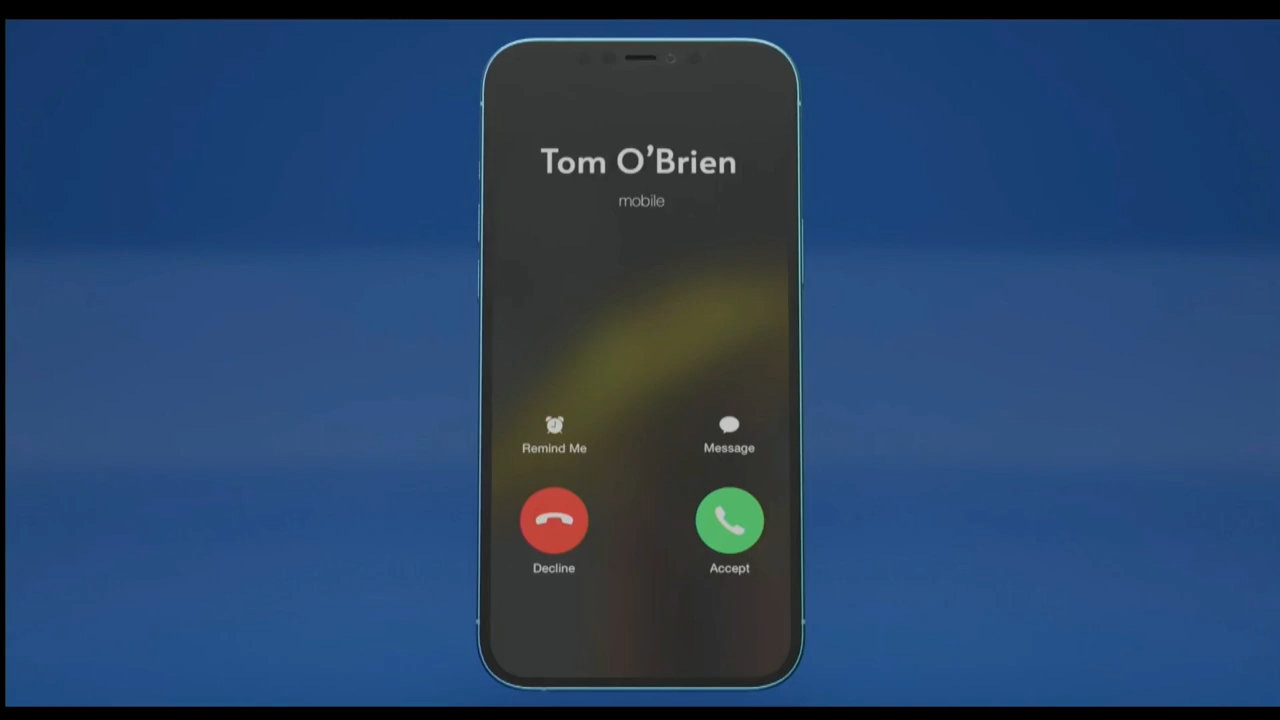 Tom O’Brien
mobile
Remind Me
Message
Decline
Accept